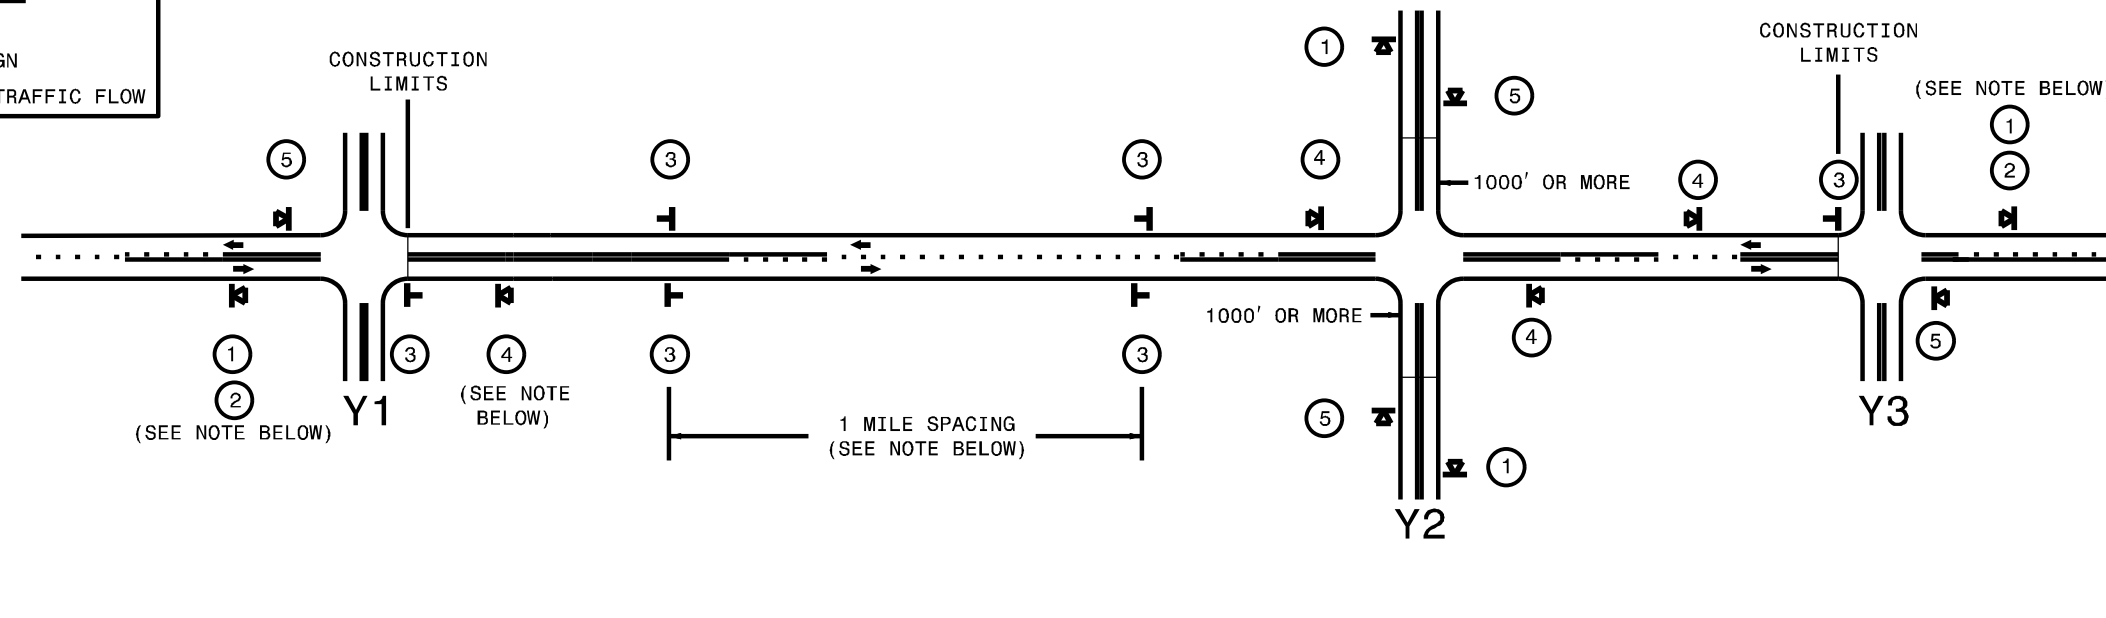 GN
TRAFFIC FLOW
CONSTRUCTION
LIMITS
CONSTRUCTION
LIMITS
(SEE NOTE BELOW
1
5
1
2
5
3
3
4
4
3
1000' OR MORE
1000' OR MORE
1
2
(SEE NOTE BELOW)
Y1
3
4
(SEE NOTE
BELOW)
3
3
1 MILE SPACING
(SEE NOTE BELOW)
4
5
5
1
Y2
Y3